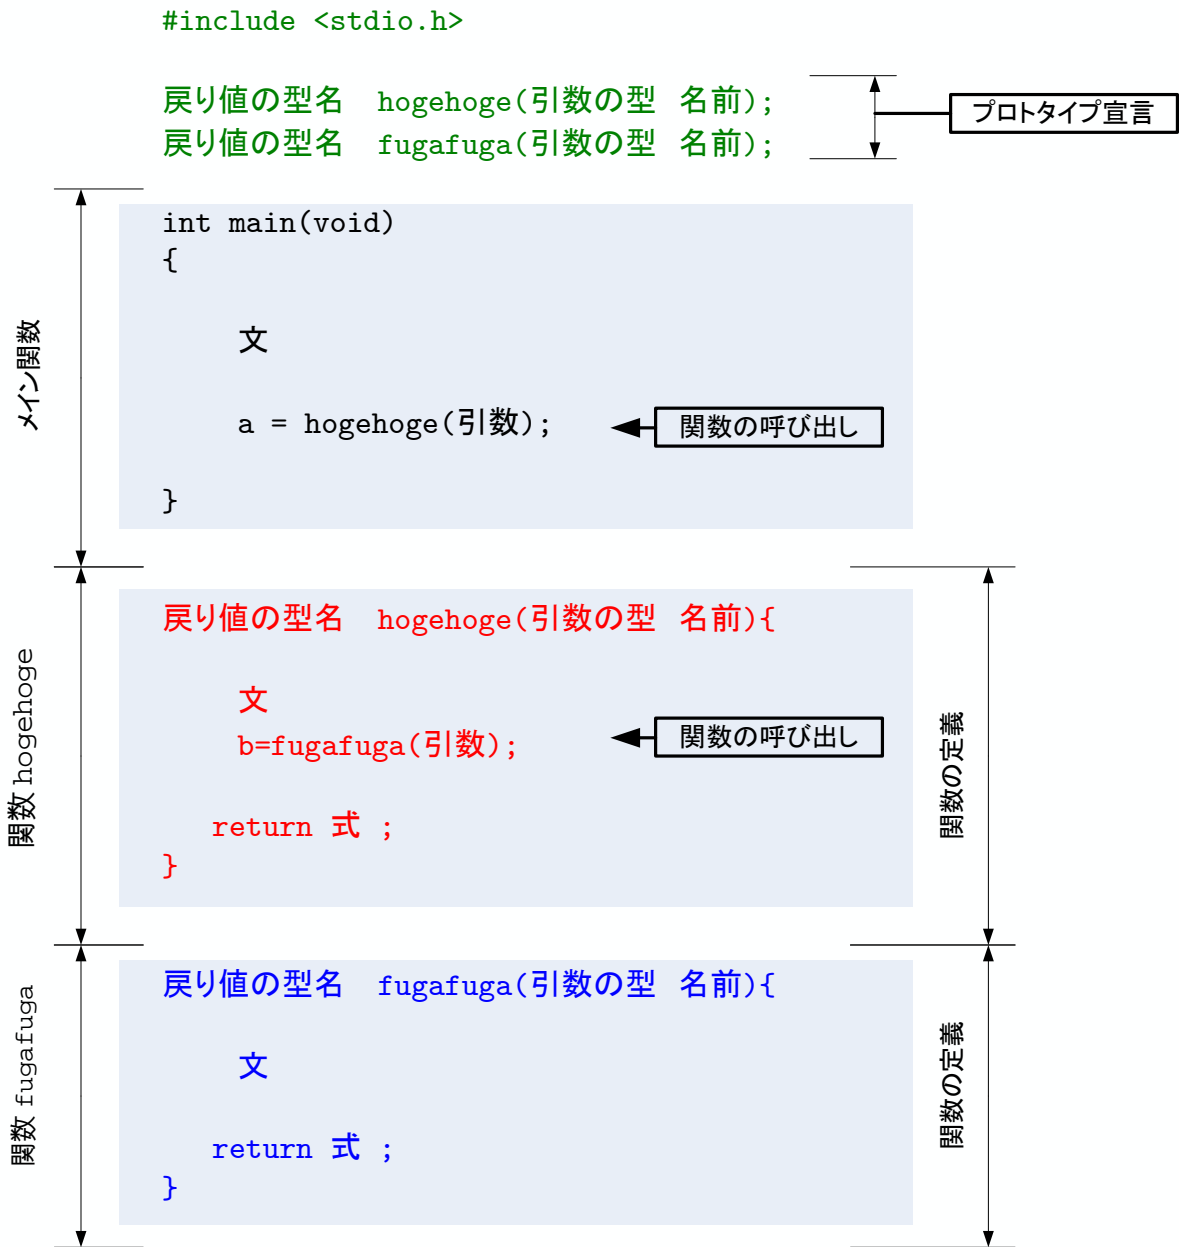 #include <stdio.h>
戻り値の型名 hogehoge(引数の型 名前);
戻り値の型名 fugafuga(引数の型 名前);
プロトタイプ宣言
メイン関数
int main(void)
{
文
a = hogehoge(引数);
関数の呼び出し
}
関数 hogehoge
戻り値の型名 hogehoge(引数の型 名前){
文
b=fugafuga(引数);
関数の呼び出し
return 式 ;
}
関数の定義
関数 fugafuga
戻り値の型名 fugafuga(引数の型 名前){
文
return 式 ;
}
関数の定義